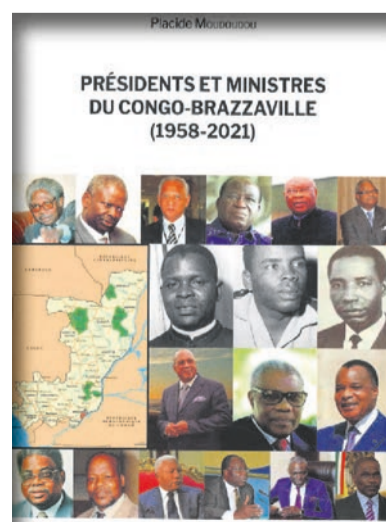 Placide MOUDOUDOU
PRÉSIDENTS ET MINISTRES
DU CONGO-BRAZZAVILLE
(1958-2021)